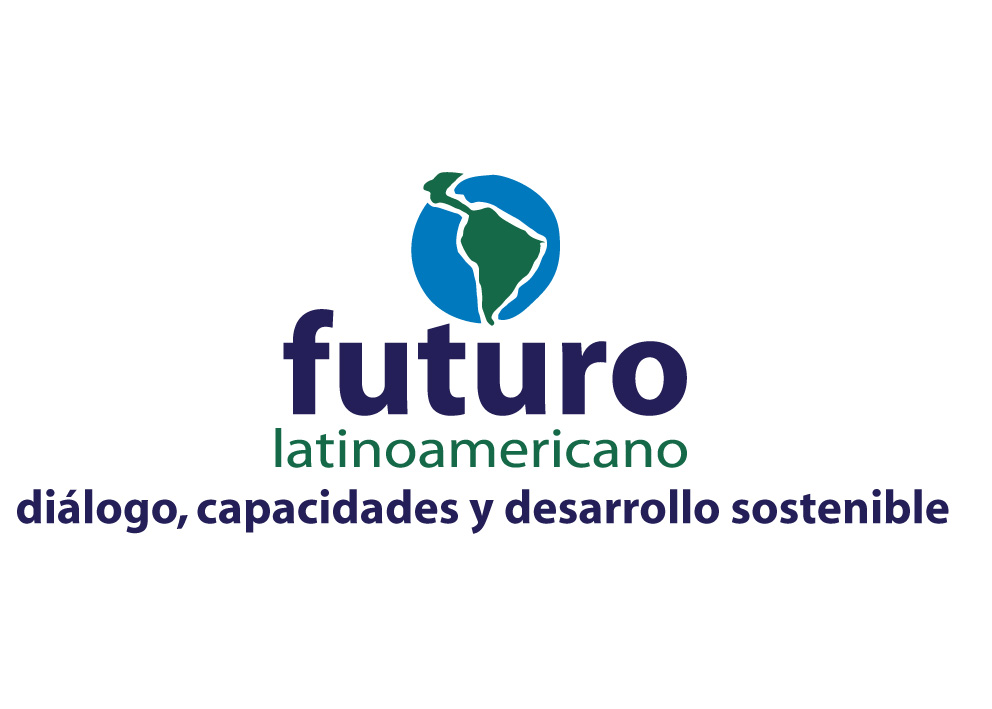 futuro
latinoamericano
diálogo, capacidades y desarrollo sostenible